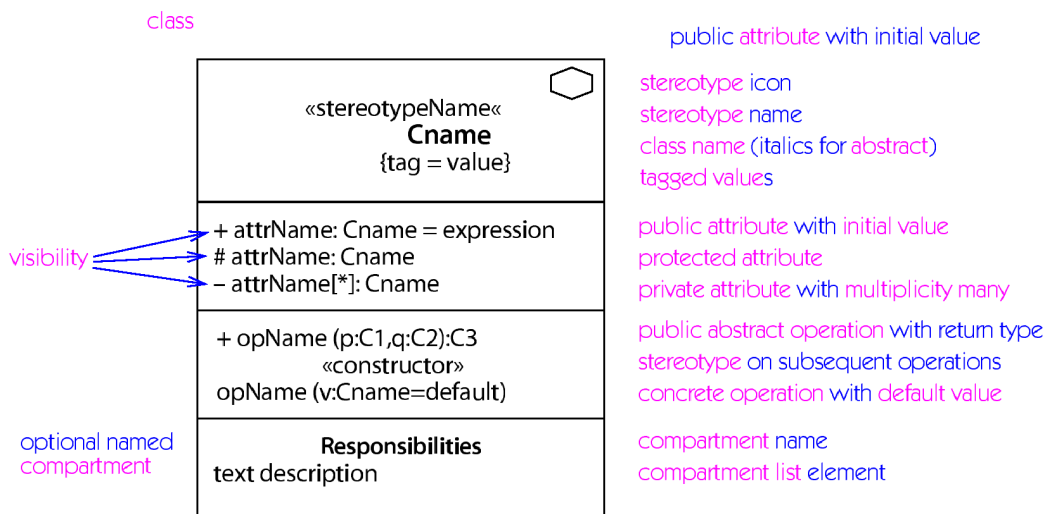 class
public attribute with initial value
stereotype icon
«stereotypeName«
stereotype name
Cname
class name (italics for abstract)
{tag = value}
tagged values
+ attrName: Cname = expression
public attribute with initial value
visibility
# attrName: Cname
protected attribute
– attrName[*]: Cname
private attribute with multiplicity many
+ opName (p:C1,q:C2):C3
public abstract operation with return type
«constructor»
stereotype on subsequent operations
opName (v:Cname=default)
concrete operation with default value
optional named
compartment
Responsibilities
compartment name
text description
compartment list element